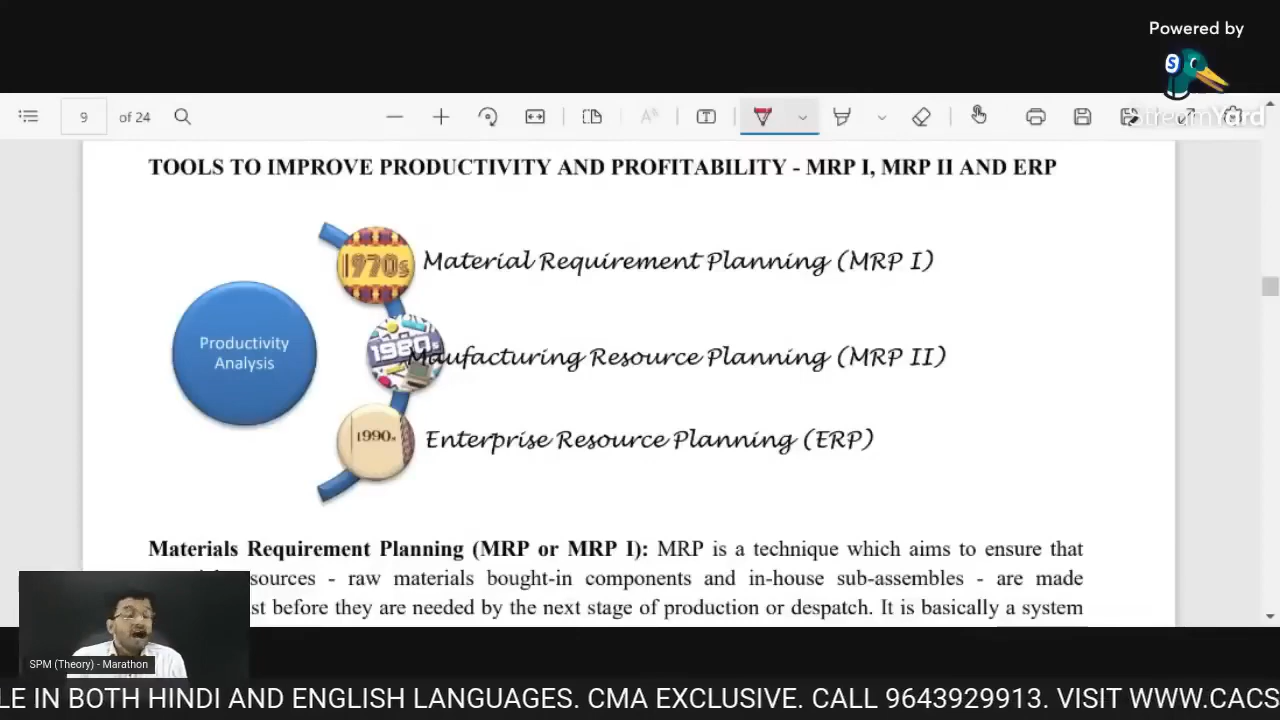 Powered by
S
9 of 24
StreamYard
TOOLS TO IMPROVE PRODUCTIVITY AND PROFITABILITY - MRP I, MRP II AND ERP
1970s
Material Requirement Planning (MRP I)
Productivity
Analysis
1980s
Maufacturing Resource Planning (MRP II)
1990s
Enterprise Resource Planning (ERP)
Materials Requirement Planning (MRP or MRP I): MRP is a technique which aims to ensure that
sources - raw materials bought-in components and in-house sub-assembles - are made
st before they are needed by the next stage of production or despatch. It is basically a system
SPM (Theory) - Marathon
LE IN BOTH HINDI AND ENGLISH LANGUAGES. CMA EXCLUSIVE. CALL 9643929913. VISIT WWW.CACS